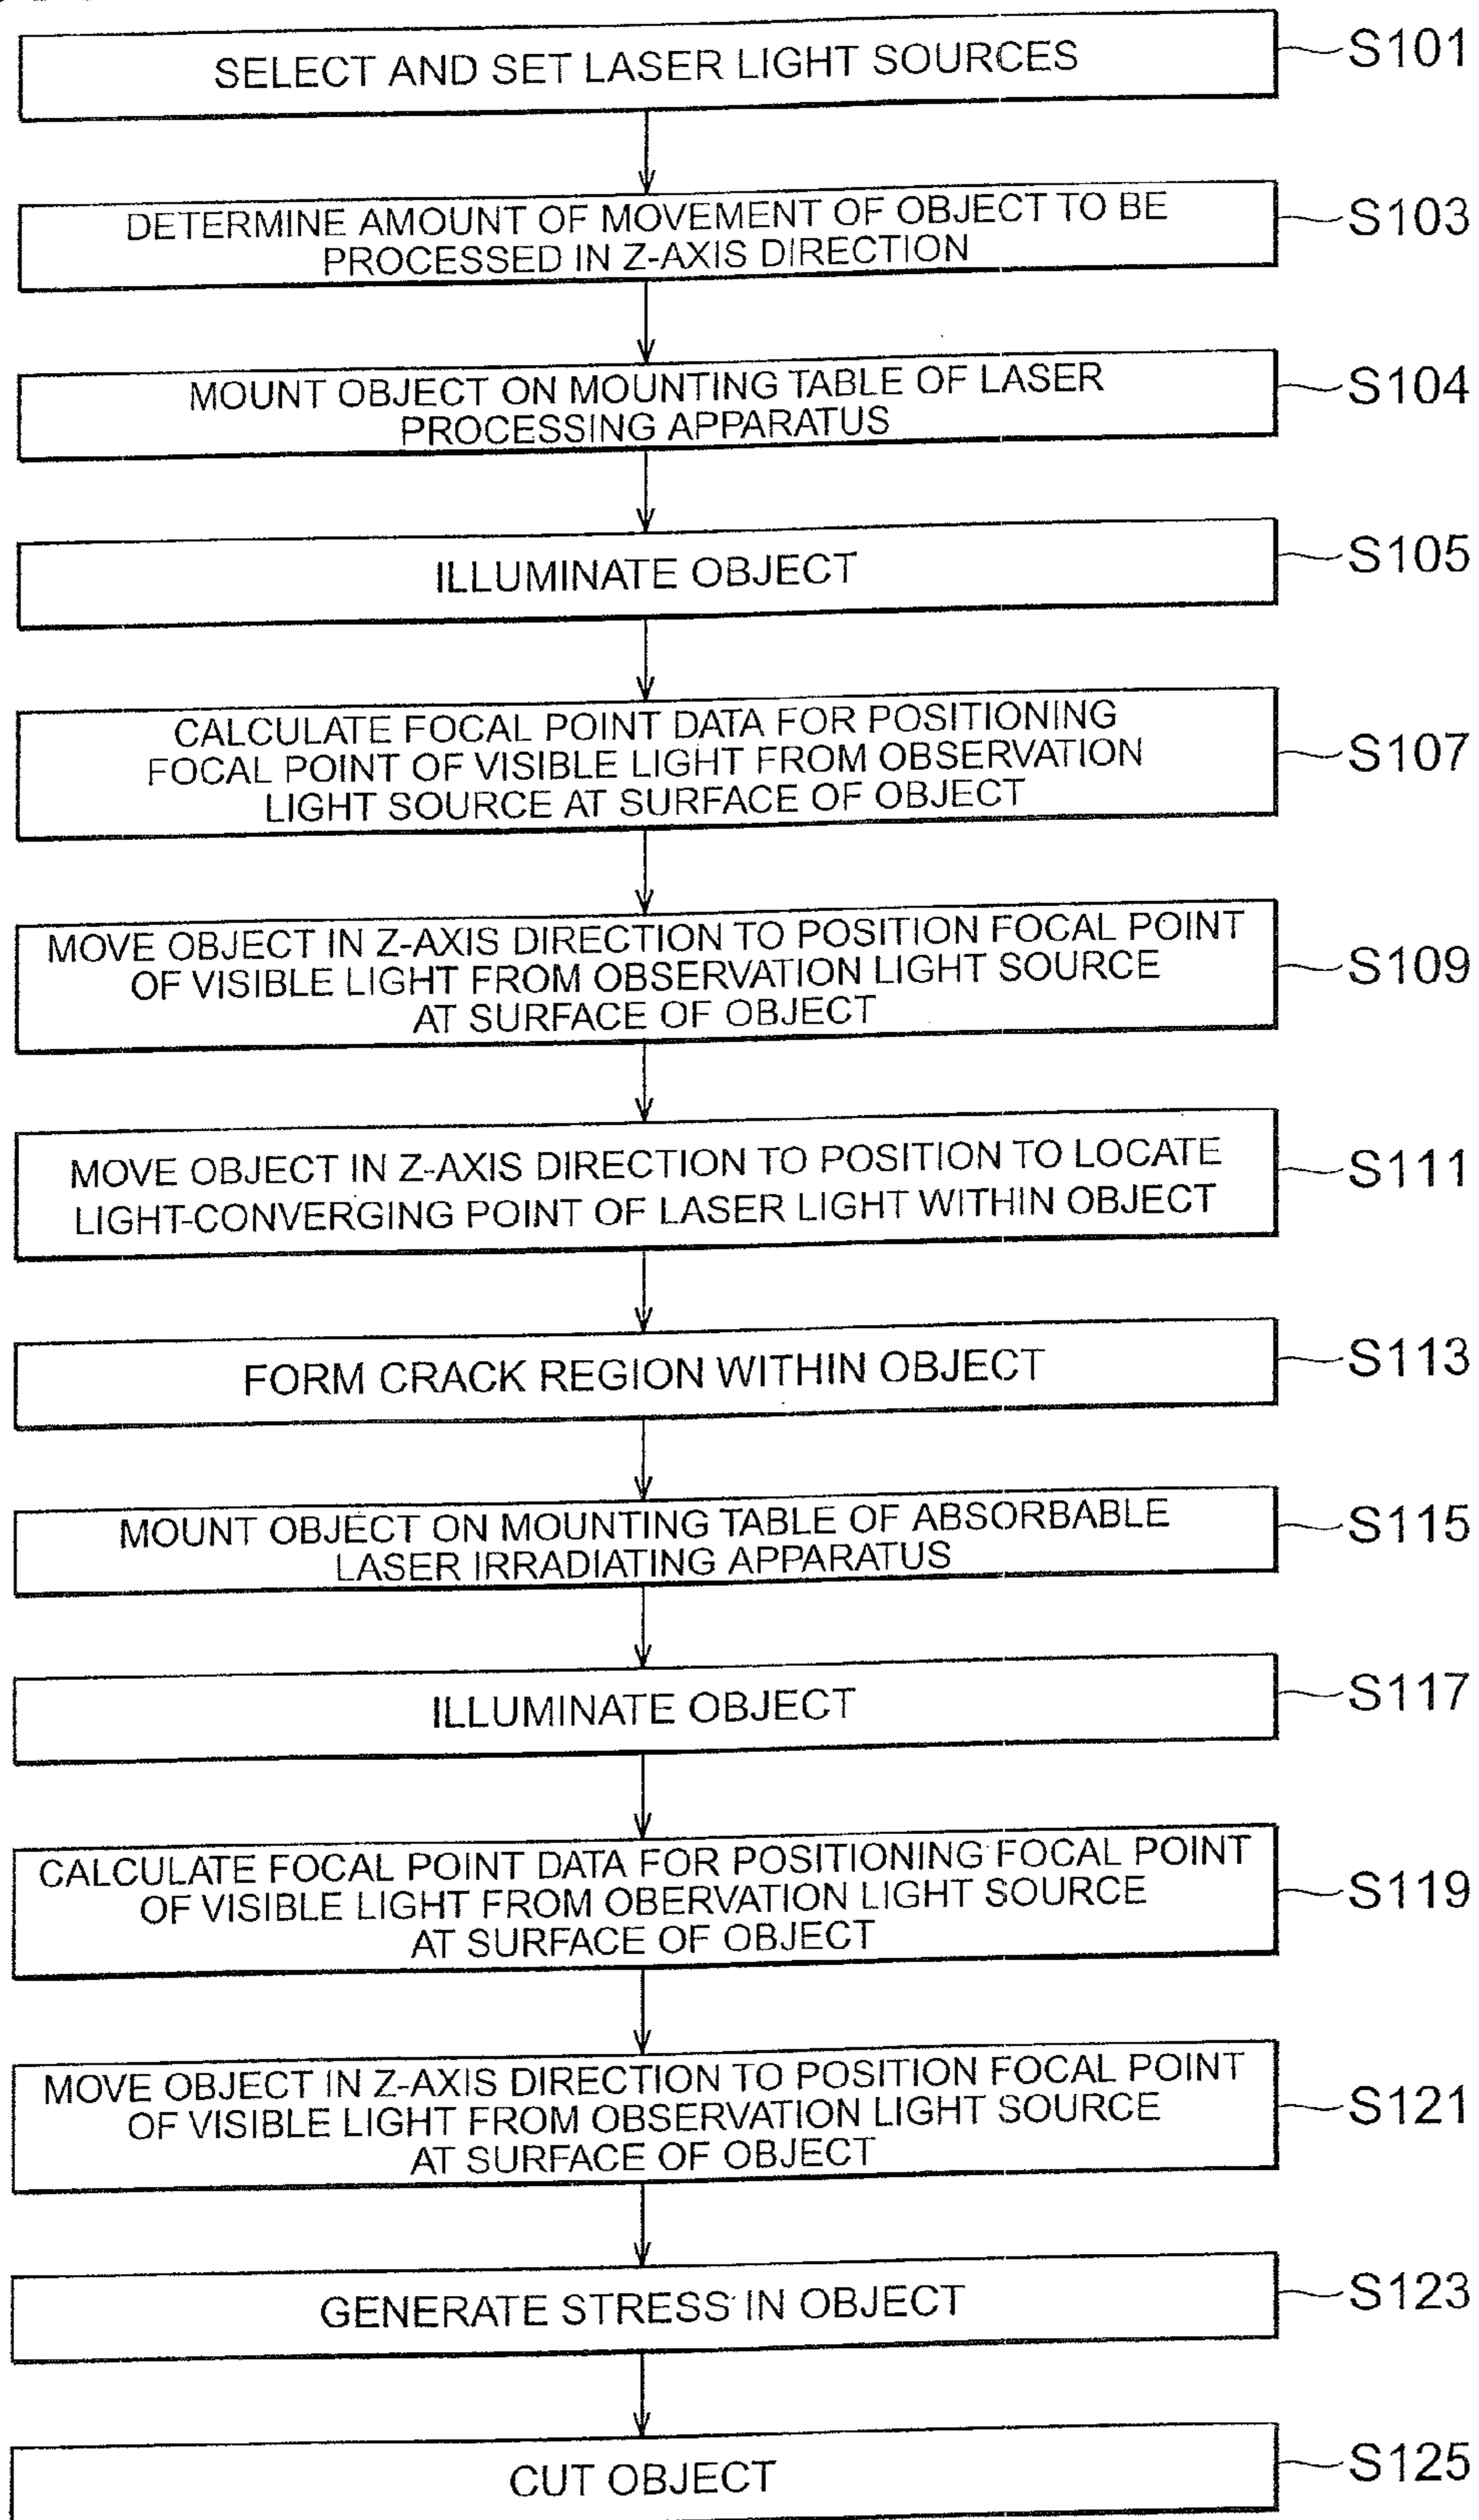 SELECT AND SET LASER LIGHT SOURCES
S101
DETERMINE AMOUNT OF MOVEMENT OF OBJECT TO BE
PROCESSED IN Z-AXIS DIRECTION
S103
MOUNT OBJECT ON MOUNTING TABLE OF LASER
PROCESSING APPARATUS
S104
ILLUMINATE OBJECT
S105
CALCULATE FOCAL POINT DATA FOR POSITIONING
FOCAL POINT OF VISIBLE LIGHT FROM OBSERVATION
LIGHT SOURCE AT SURFACE OF OBJECT
S107
MOVE OBJECT IN Z-AXIS DIRECTION TO POSITION FOCAL POINT
OF VISIBLE LIGHT FROM OBSERVATION LIGHT SOURCE
AT SURFACE OF OBJECT
S109
MOVE OBJECT IN Z-AXIS DIRECTION TO POSITION TO LOCATE
LIGHT-CONVERGING POINT OF LASER LIGHT WITHIN OBJECT
S111
FORM CRACK REGION WITHIN OBJECT
S113
MOUNT OBJECT ON MOUNTING TABLE OF ABSORBABLE
LASER IRRADIATING APPARATUS
S115
ILLUMINATE OBJECT
S117
CALCULATE FOCAL POINT DATA FOR POSITIONING FOCAL POINT
OF VISIBLE LIGHT FROM OBERVATION LIGHT SOURCE
AT SURFACE OF OBJECT
S119
MOVE OBJECT IN Z-AXIS DIRECTION TO POSITION FOCAL POINT
OF VISIBLE LIGHT FROM OBSERVATION LIGHT SOURCE
AT SURFACE OF OBJECT
S121
GENERATE STRESS IN OBJECT
S123
CUT OBJECT
S125